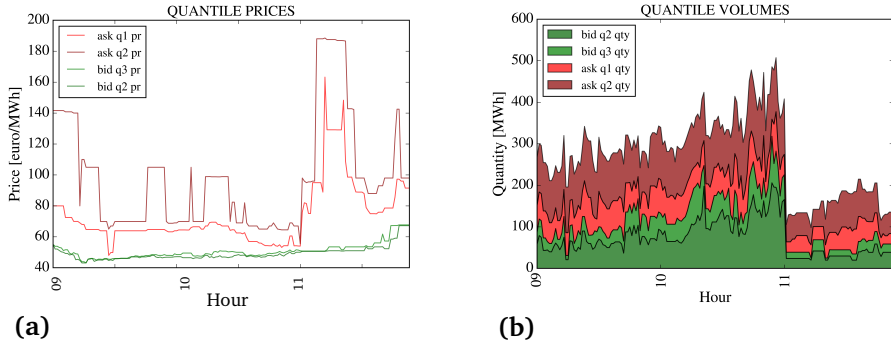 QUANTILE PRICES
200
180
160
140
120
100
80
60
40
Price [euro/MWh]
ask q1 pr
ask q2 pr
bid q3 pr
bid q2 pr
09
10
11
Hour
(a)
QUANTILE VOLUMES
600
500
400
300
200
100
0
Quantity [MWh]
bid q2 qty
bid q3 qty
ask q1 qty
ask q2 qty
09
10
11
Hour
(b)